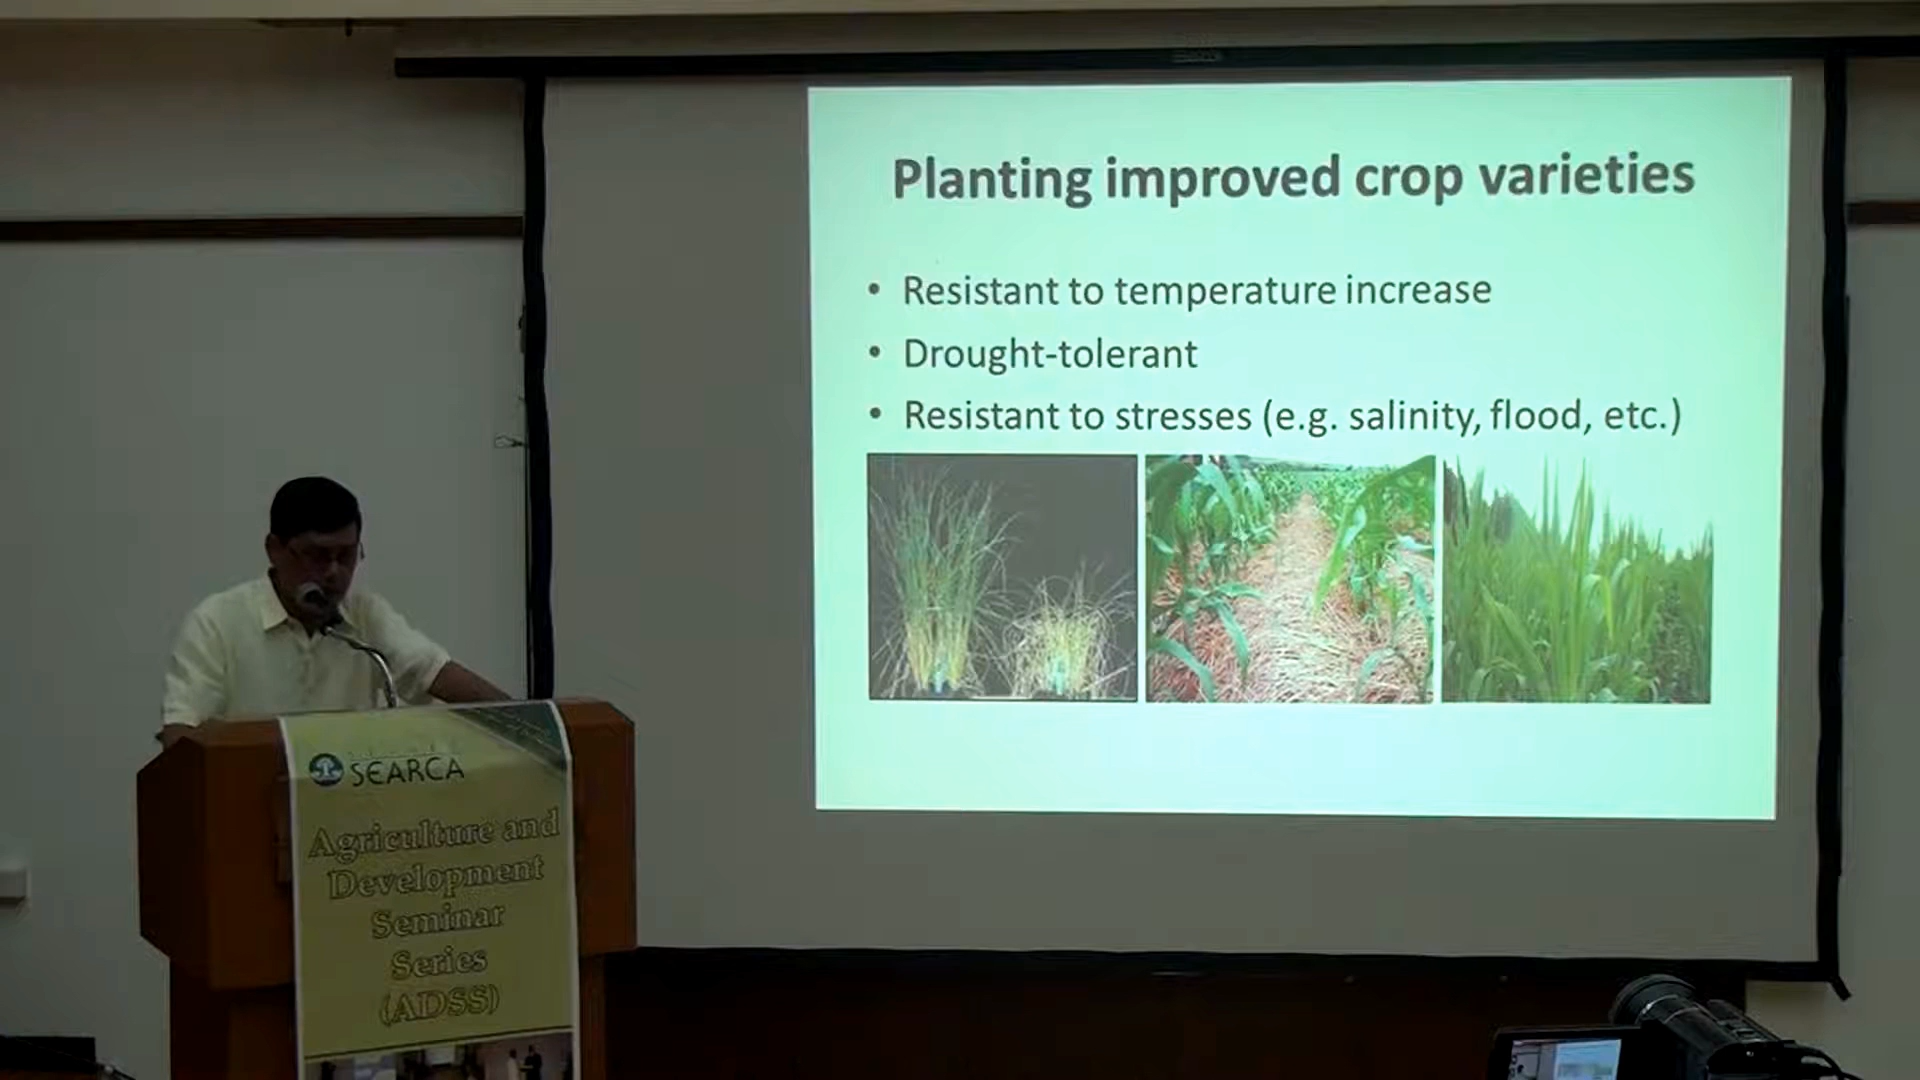 Planting improved crop varieties
• Resistant to temperature increase
• Drought-tolerant
• Resistant to stresses (e.g. salinity, flood, etc.)
SEARCA
Agriculture and
Development
Seminar
Series
(ADSS)